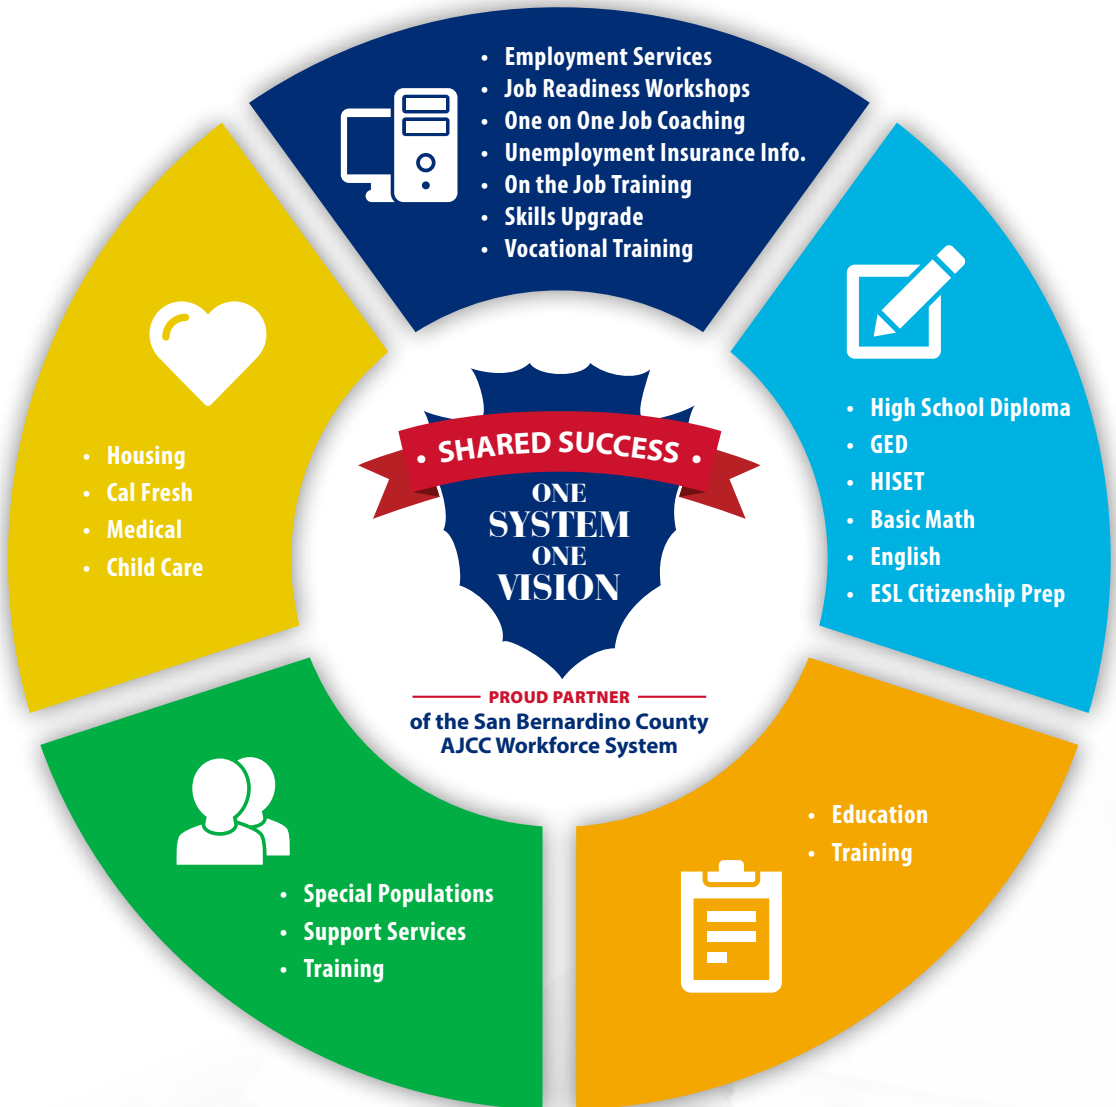 • Employment Services
• Job Readiness Workshops
• One on One Job Coaching
• Unemployment Insurance Info.
• On the Job Training
• Skills Upgrade
• Vocational Training
• High School Diploma
• GED
• HISET
• Basic Math
• English
• ESL Citizenship Prep
• Education
• Training
• Special Populations
• Support Services
• Training
• Housing
• Cal Fresh
• Medical
• Child Care
• SHARED SUCCESS •
ONE
SYSTEM
ONE
VISION
PROUD PARTNER
of the San Bernardino County
AJCC Workforce System